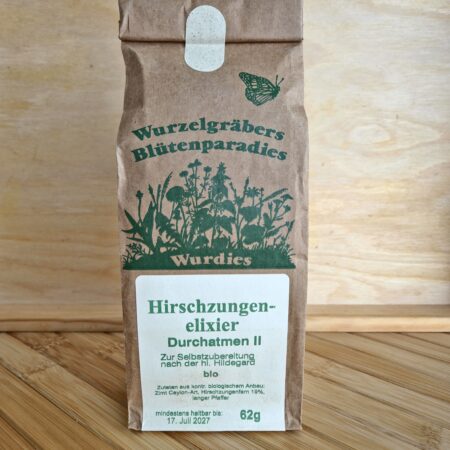 Wurzelgräbers
Blütenparadies
Wurdies
Hirschzungen-
elixier
Durchatmen II
Zur Selbstzubereitung
nach der hl. Hildegard
bio
Zutaten aus kontr. biologischem Anbau:
Zimt Ceylon-Art, Hirschzungenfarn 19%,
langer Pfeffer
mindestens haltbar bis:
17. Juli 2027
62g